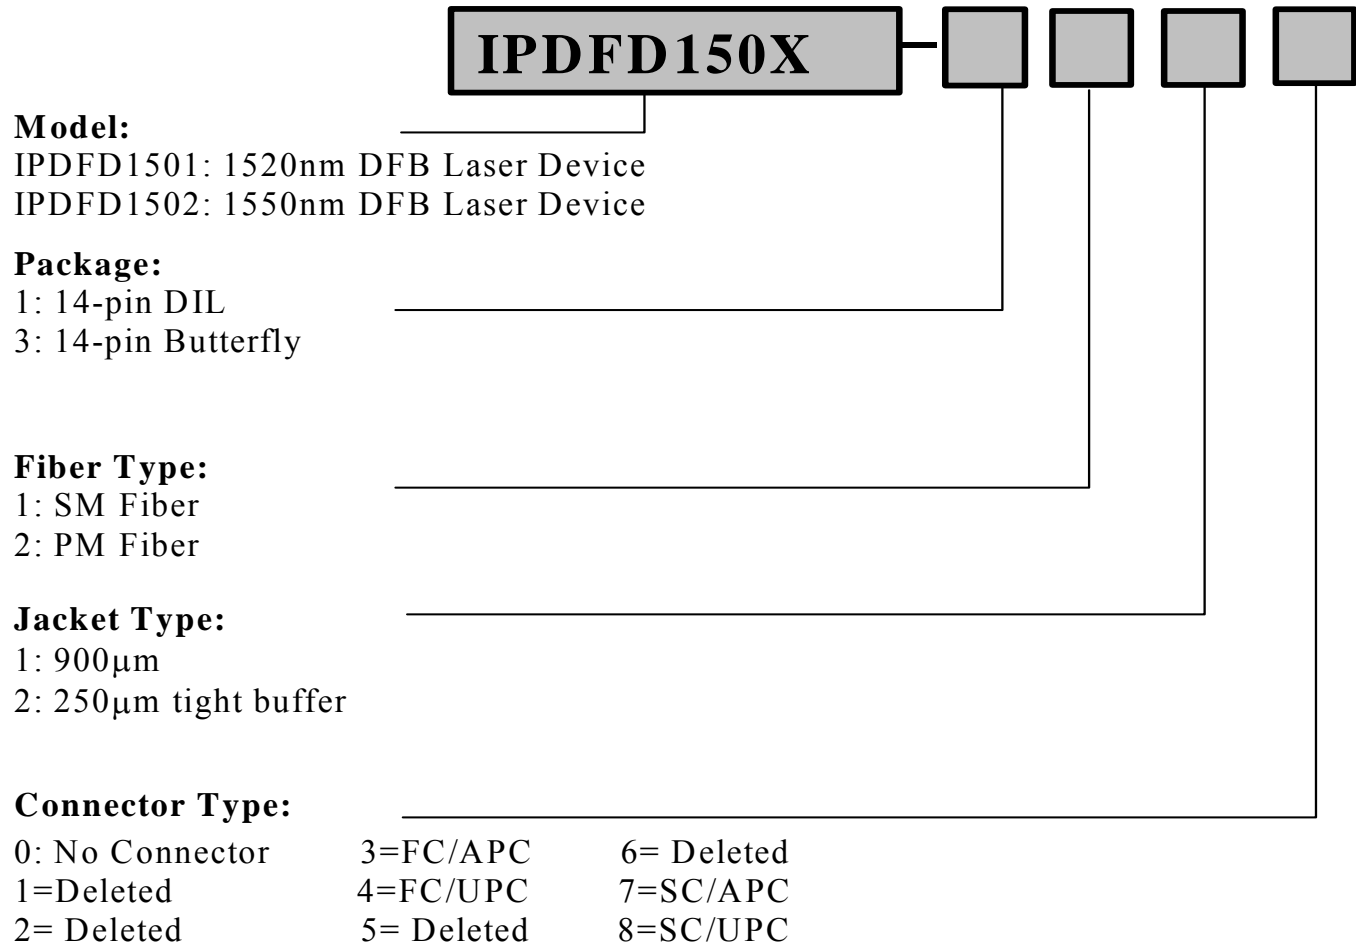 IPDFD150X
Model:
IPDFD1501: 1520nm DFB Laser Device
IPDFD1502: 1550nm DFB Laser Device
Package:
1: 14-pin DIL
3: 14-pin Butterfly
Fiber Type:
1: SM Fiber
2: PM Fiber
Jacket Type:
1: 900μm
2: 250μm tight buffer
Connector Type:
0: No Connector 3=FC/APC 6= Deleted
1=Deleted 4=FC/UPC 7=SC/APC
2= Deleted 5= Deleted 8=SC/UPC